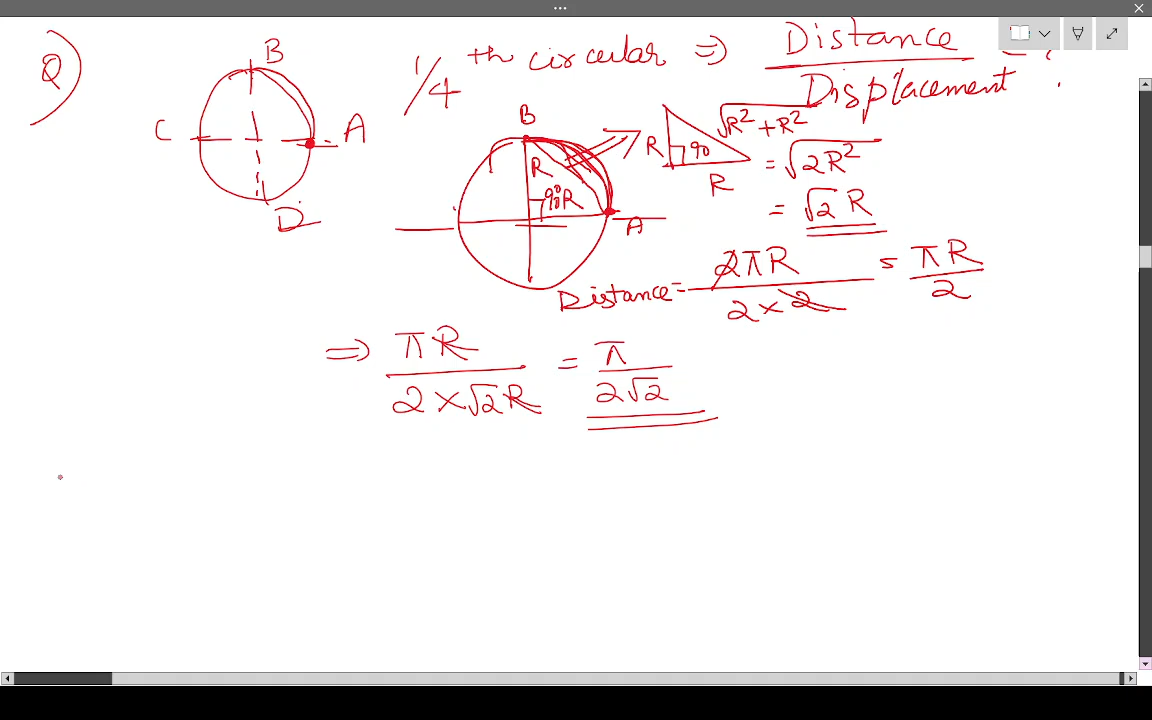 Q) 1/4 th circular ⇒ Distance / Displacement = ?
B
C A
D
B
R 90° R
A
R 90 √R² + R²
R = √2R²
= √2 R
Distance = 2πR / 2 × 2 = πR / 2
⇒ πR / 2 × √2 R = π / 2√2